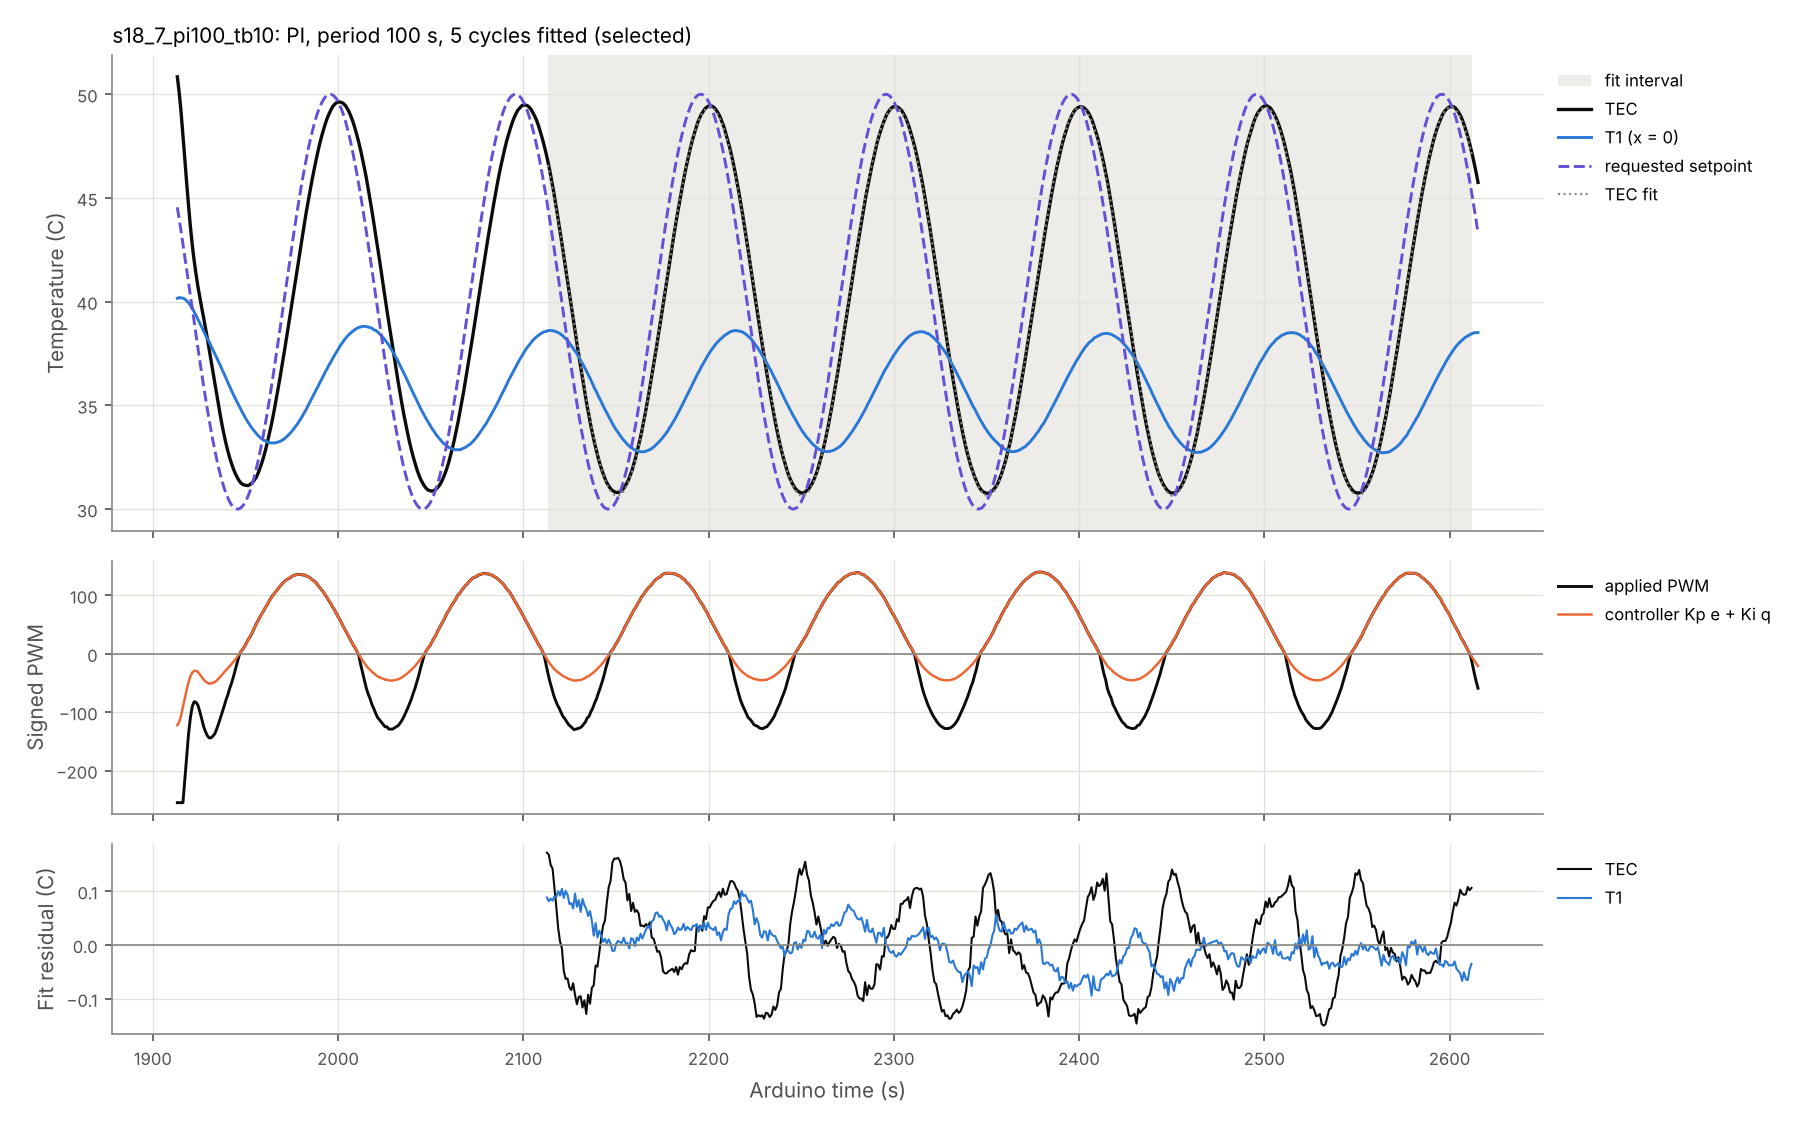 s18_7_pi100_tb10: PI, period 100 s, 5 cycles fitted (selected)
Temperature (C)
50
45
40
35
30
fit interval
TEC
T1 (x = 0)
requested setpoint
TEC fit
Signed PWM
100
0
−100
−200
applied PWM
controller Kp e + Ki q
Fit residual (C)
0.1
0.0
−0.1
TEC
T1
1900 2000 2100 2200 2300 2400 2500 2600
Arduino time (s)